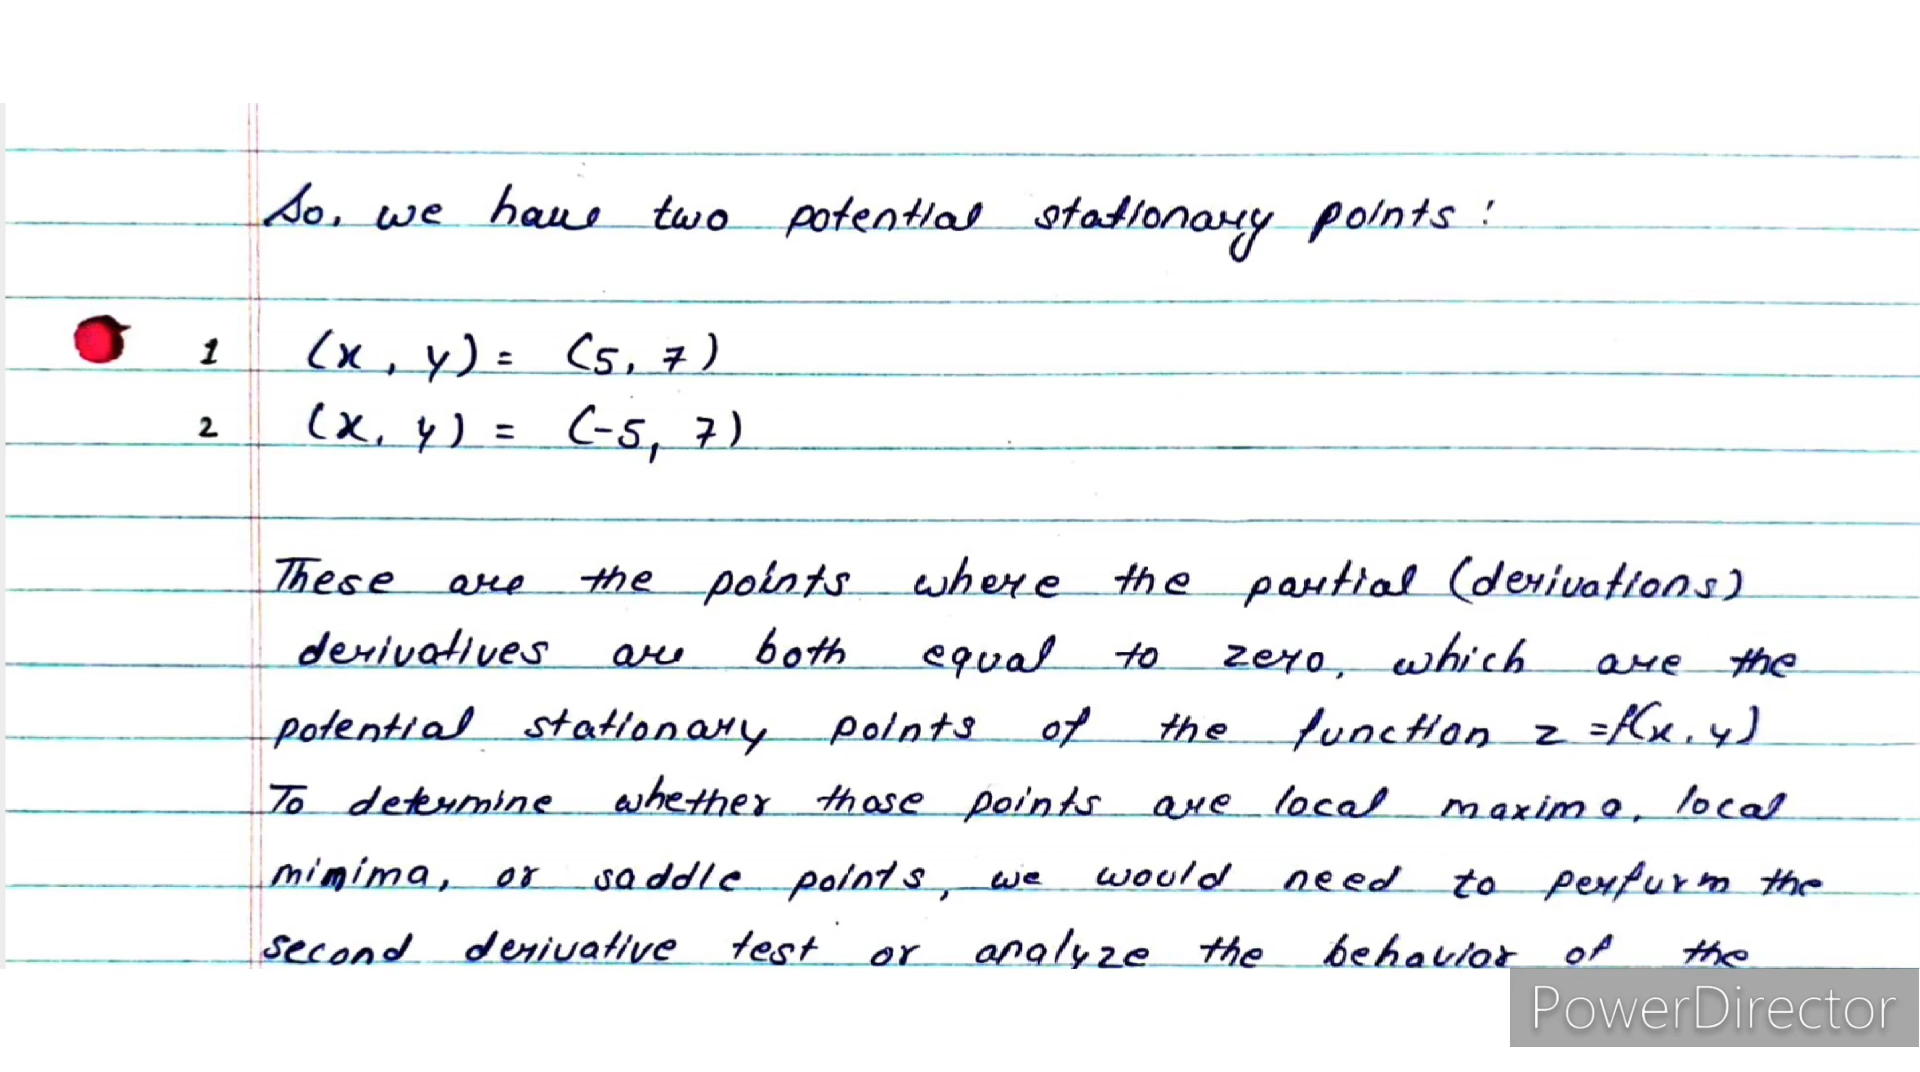 So, we have two potential stationary points:
1 (x, y) = (5, 7)
2 (x, y) = (-5, 7)
These are the points where the partial (derivations)
derivatives are both equal to zero, which are the
potential stationary points of the function z = f(x, y)
To determine whether those points are local maxima, local
minima, or saddle points, we would need to perfurm the
second derivative test or analyze the behavior of the
PowerDirector